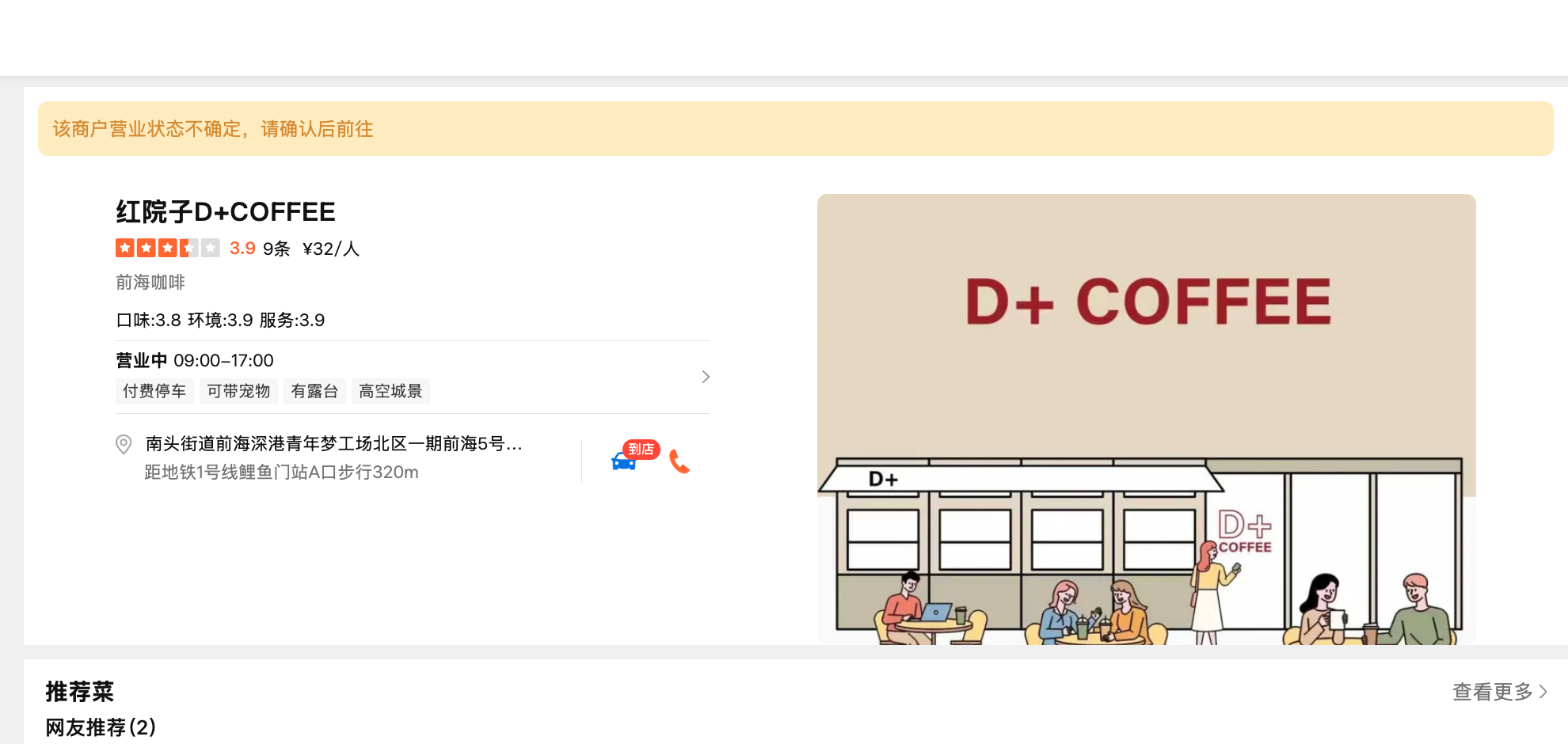 该商户营业状态不确定，请确认后前往
红院子D+COFFEE
3.9 9条 ¥32/人
前海咖啡
口味:3.8 环境:3.9 服务:3.9
营业中 09:00–17:00
付费停车 可带宠物 有露台 高空城景
南头街道前海深港青年梦工场北区一期前海5号...
到店
距地铁1号线鲤鱼门站A口步行320m
D+ COFFEE
D+
D+
COFFEE
推荐菜
查看更多
网友推荐(2)